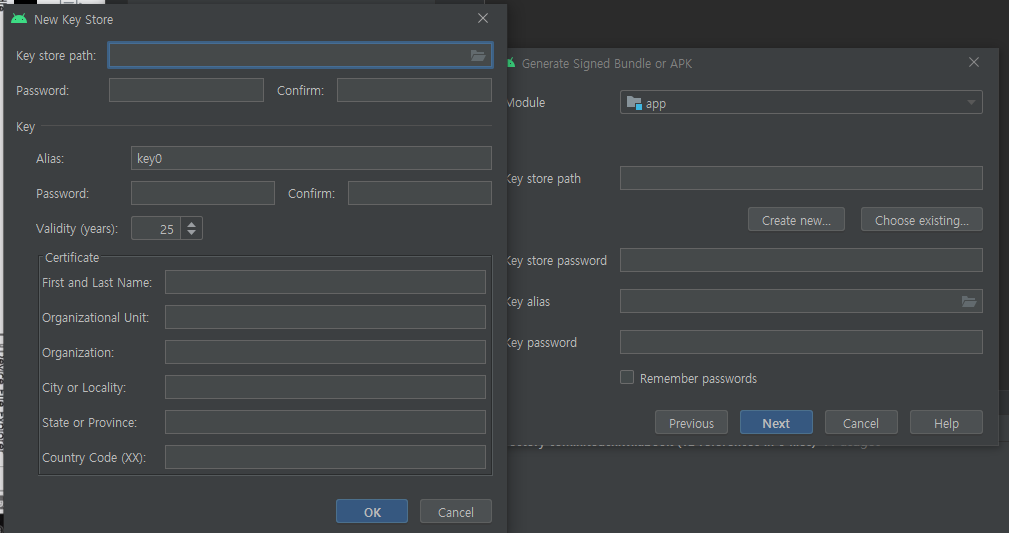 New Key Store
Key store path:
Password:
Confirm:
Key
Alias:
key0
Password:
Confirm:
Validity (years):
25
Certificate
First and Last Name:
Organizational Unit:
Organization:
City or Locality:
State or Province:
Country Code (XX):
OK
Cancel
Generate Signed Bundle or APK
Module
app
Key store path
Create new...
Choose existing...
Key store password
Key alias
Key password
Remember passwords
Previous
Next
Cancel
Help